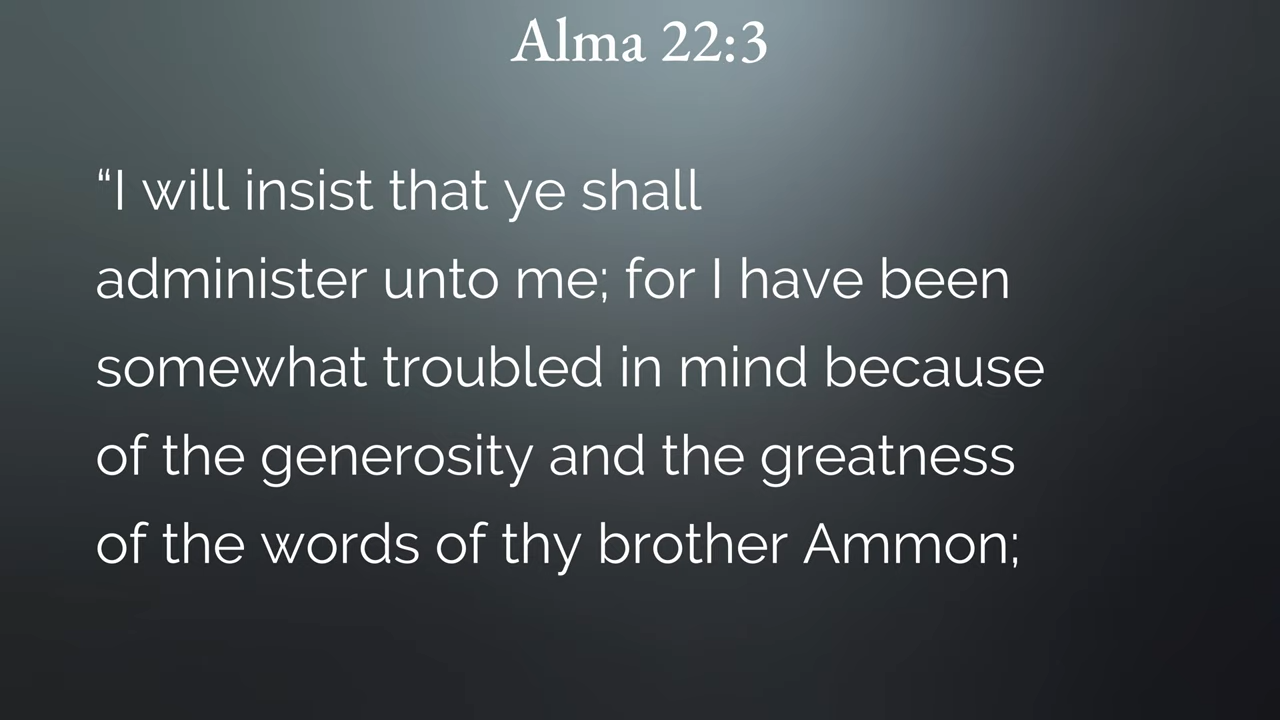 Alma 22:3
“I will insist that ye shall
administer unto me; for I have been
somewhat troubled in mind because
of the generosity and the greatness
of the words of thy brother Ammon;